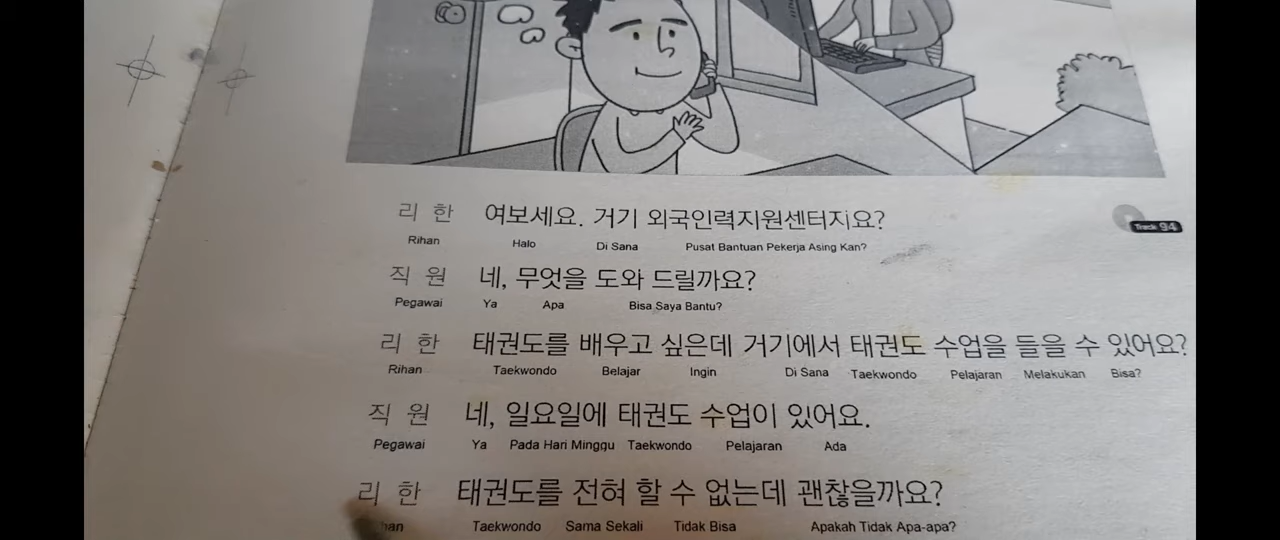 리 한 여보세요. 거기 외국인력지원센터지요?
Track 94
Rihan Halo Di Sana Pusat Bantuan Pekerja Asing Kan?
직 원 네, 무엇을 도와 드릴까요?
Pegawai Ya Apa Bisa Saya Bantu?
리 한 태권도를 배우고 싶은데 거기에서 태권도 수업을 들을 수 있어요?
Rihan Taekwondo Belajar Ingin Di Sana Taekwondo Pelajaran Melakukan Bisa?
직 원 네, 일요일에 태권도 수업이 있어요.
Pegawai Ya Pada Hari Minggu Taekwondo Pelajaran Ada
리 한 태권도를 전혀 할 수 없는데 괜찮을까요?
Taekwondo Sama Sekali Tidak Bisa Apakah Tidak Apa-apa?